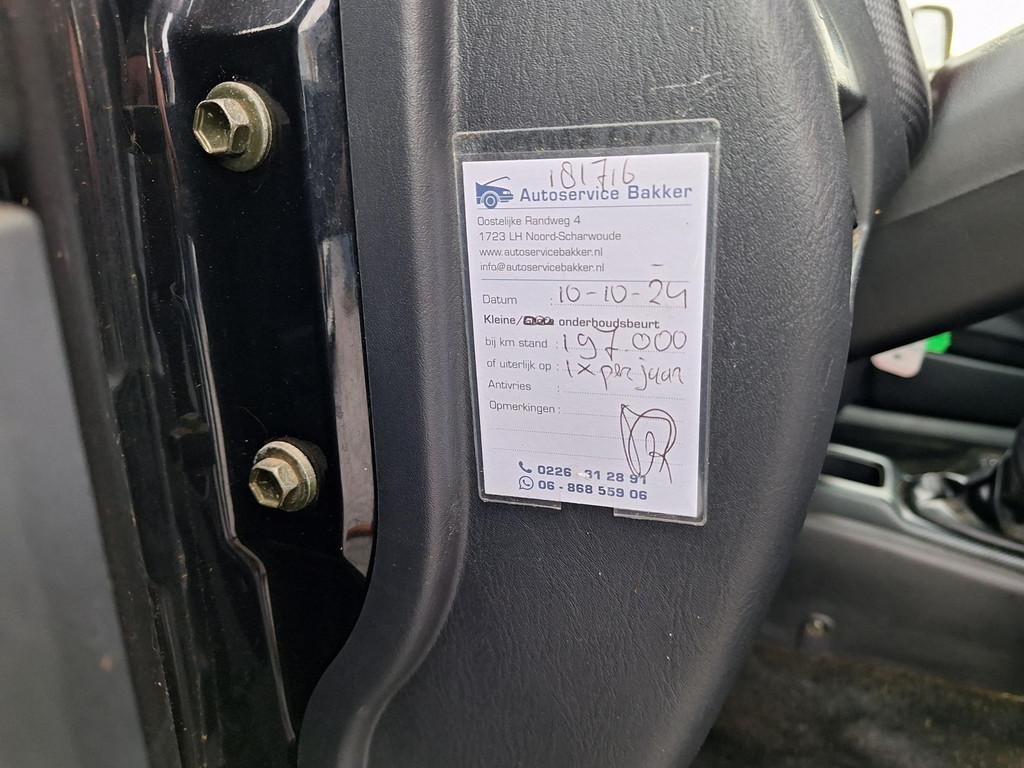 181716
Autoservice Bakker
Oostelijke Randweg 4
1723 LH Noord-Scharwoude
www.autoservicebakker.nl
info@autoservicebakker.nl
Datum : 10-10-24
Kleine/ onderhoudsbeurt
bij km stand : 197.000
of uiterlijk op : 1x per jaar
Antivries :
Opmerkingen :
0226 - 31 28 91
06 - 868 559 06